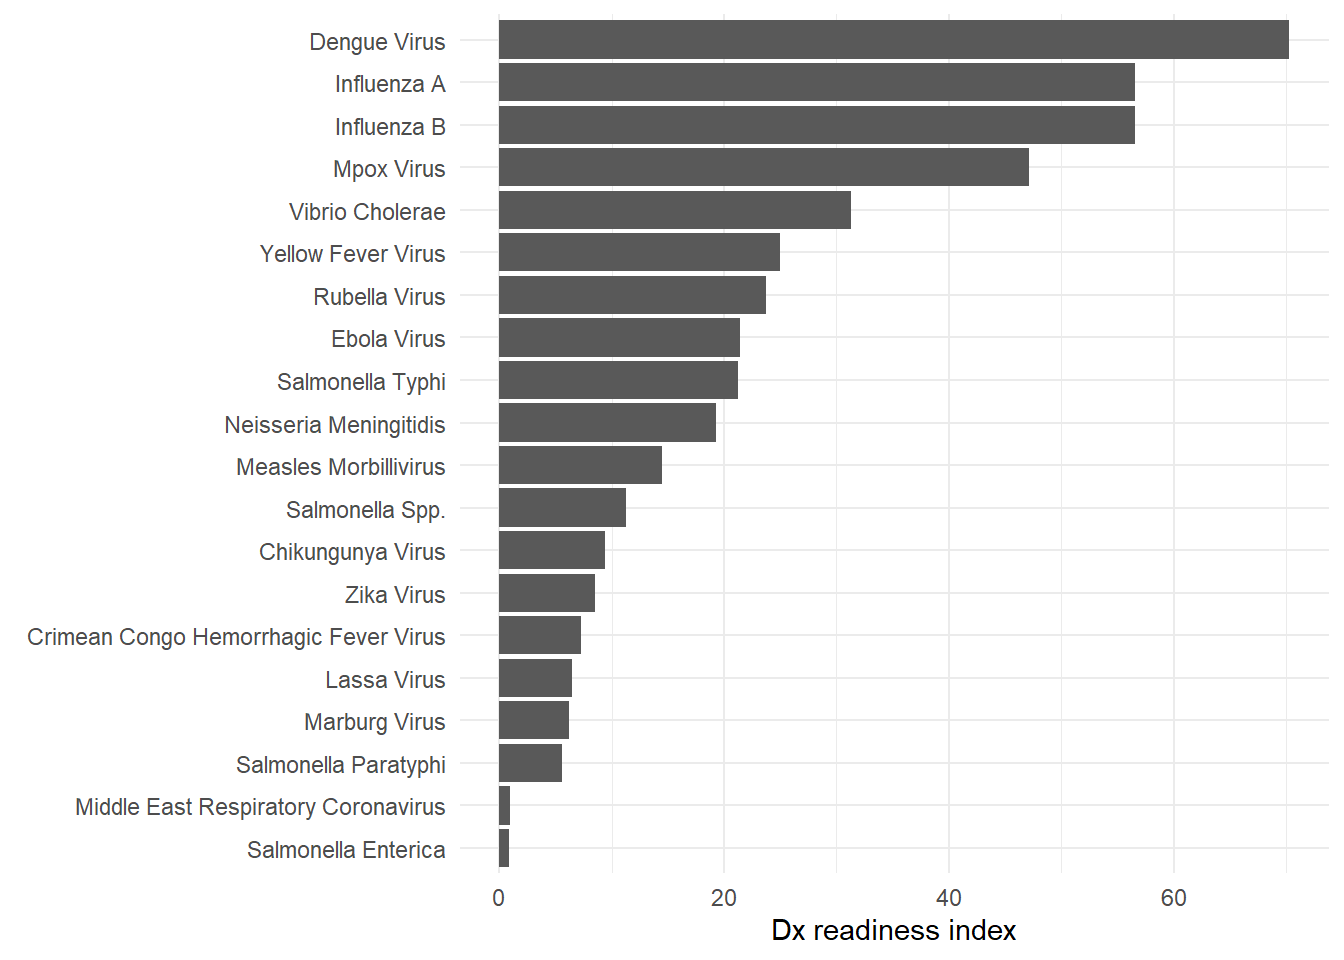 Dengue Virus
Influenza A
Influenza B
Mpox Virus
Vibrio Cholerae
Yellow Fever Virus
Rubella Virus
Ebola Virus
Salmonella Typhi
Neisseria Meningitidis
Measles Morbillivirus
Salmonella Spp.
Chikungunya Virus
Zika Virus
Crimean Congo Hemorrhagic Fever Virus
Lassa Virus
Marburg Virus
Salmonella Paratyphi
Middle East Respiratory Coronavirus
Salmonella Enterica
0 20 40 60
Dx readiness index